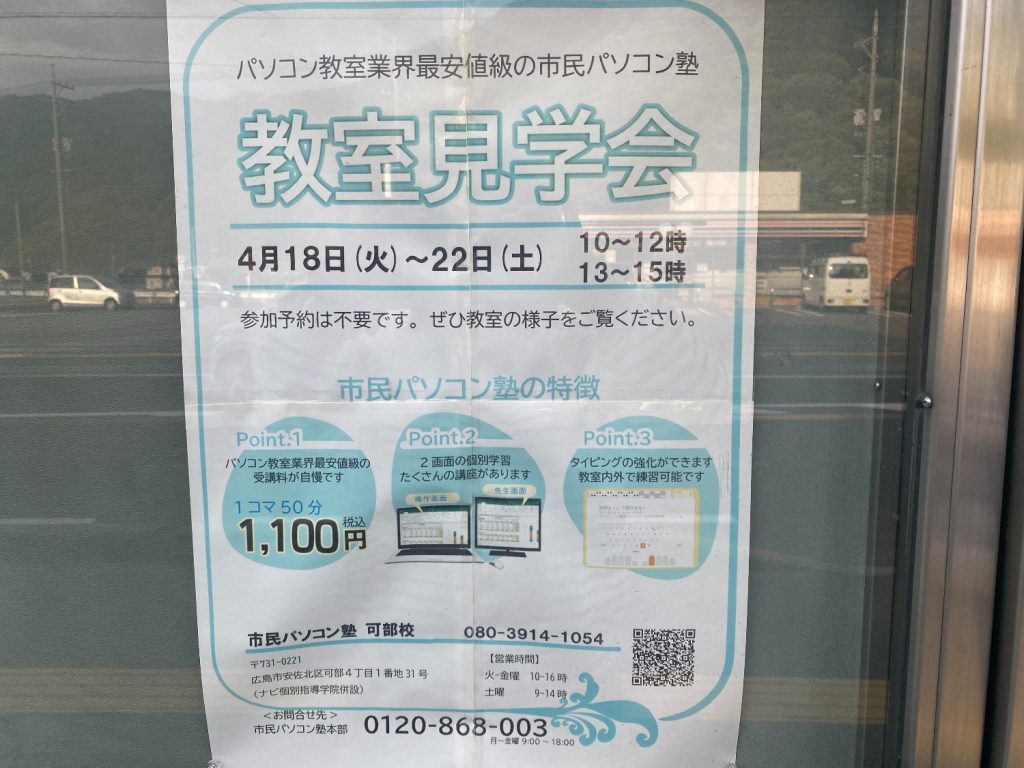 パソコン教室業界最安値級の市民パソコン塾
教室見学会
4月18日(火)～22日(土)
10～12時
13～15時
参加予約は不要です。ぜひ教室の様子をご覧ください。
市民パソコン塾の特徴
Point.1
パソコン教室業界最安値級の
受講料が自慢です
1コマ50分
1,100円 税込
Point.2
2画面の個別学習
たくさんの講座があります
操作画面
先生画面
Point.3
タイピングの強化ができます
教室内外で練習可能です
市民パソコン塾 可部校 080-3914-1054
〒731-0221
広島市安佐北区可部4丁目1番地31号
(ナビ個別指導学院併設)
【営業時間】
火-金曜 10-16時
土曜 9-14時
＜お問合せ先＞
市民パソコン塾本部 0120-868-003
月～金曜 9:00～18:00